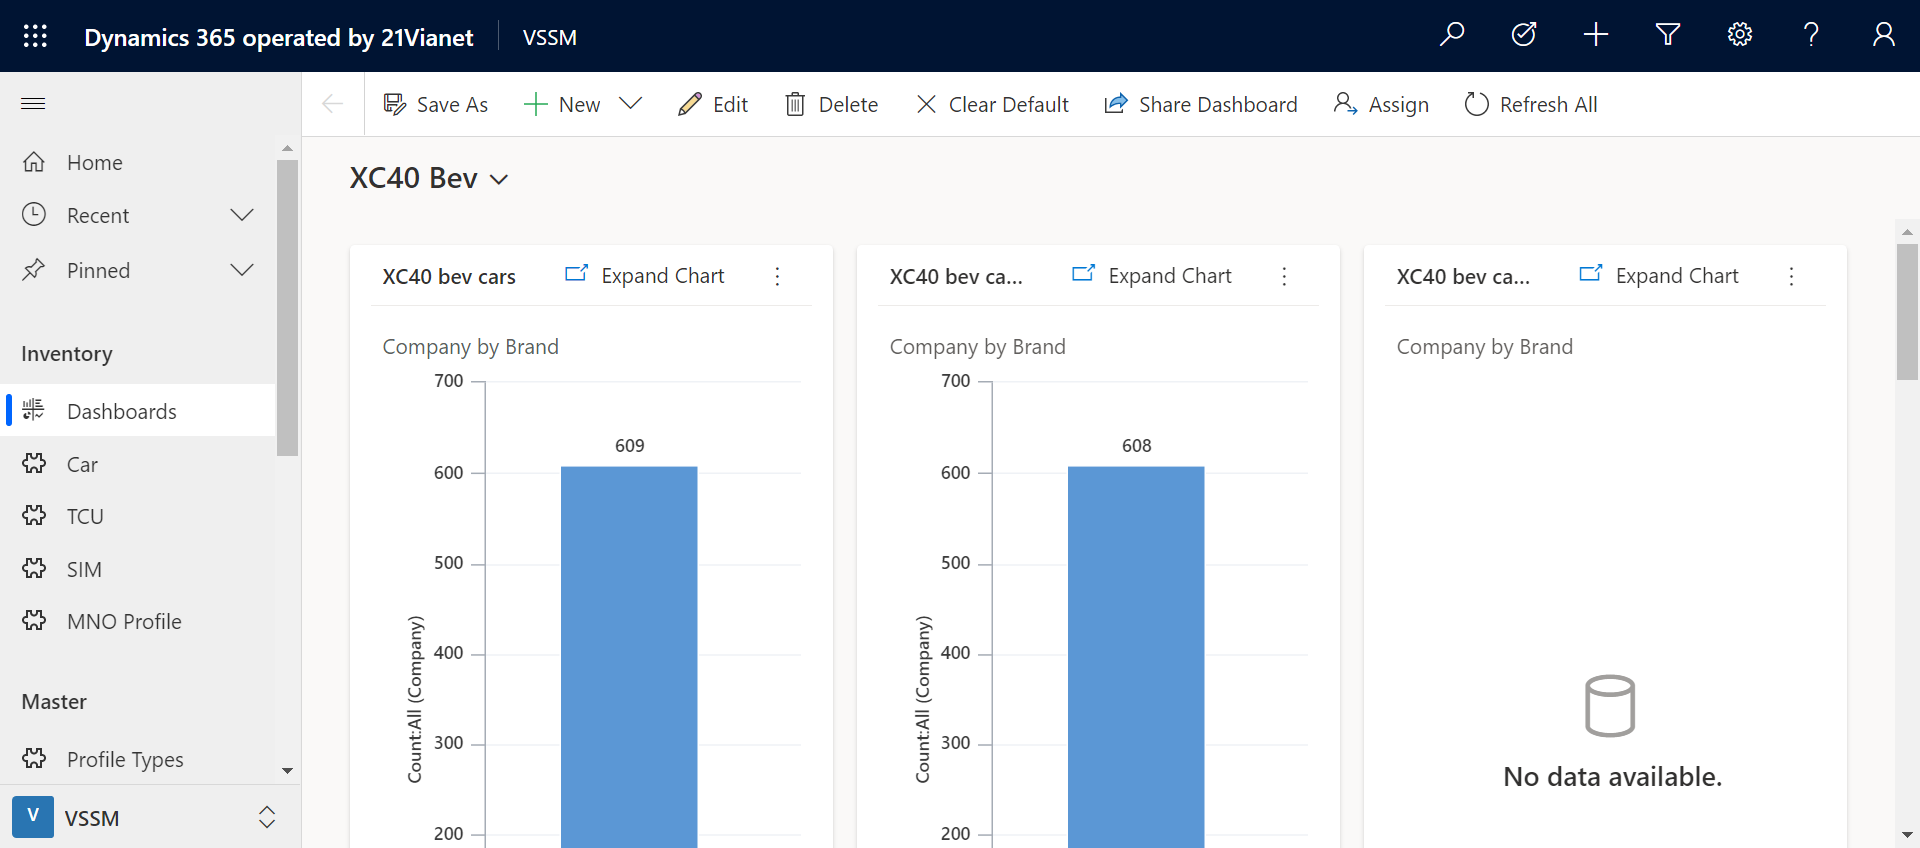 Dynamics 365 operated by 21Vianet
VSSM
Save As
New
Edit
Delete
Clear Default
Share Dashboard
Assign
Refresh All
Home
Recent
Pinned
Inventory
Dashboards
Car
TCU
SIM
MNO Profile
Master
Profile Types
V
VSSM
XC40 Bev
XC40 bev cars
Expand Chart
Company by Brand
700
609
600
500
400
300
200
Count:All (Company)
XC40 bev ca...
Expand Chart
Company by Brand
700
608
600
500
400
300
200
Count:All (Company)
XC40 bev ca...
Expand Chart
Company by Brand
No data available.